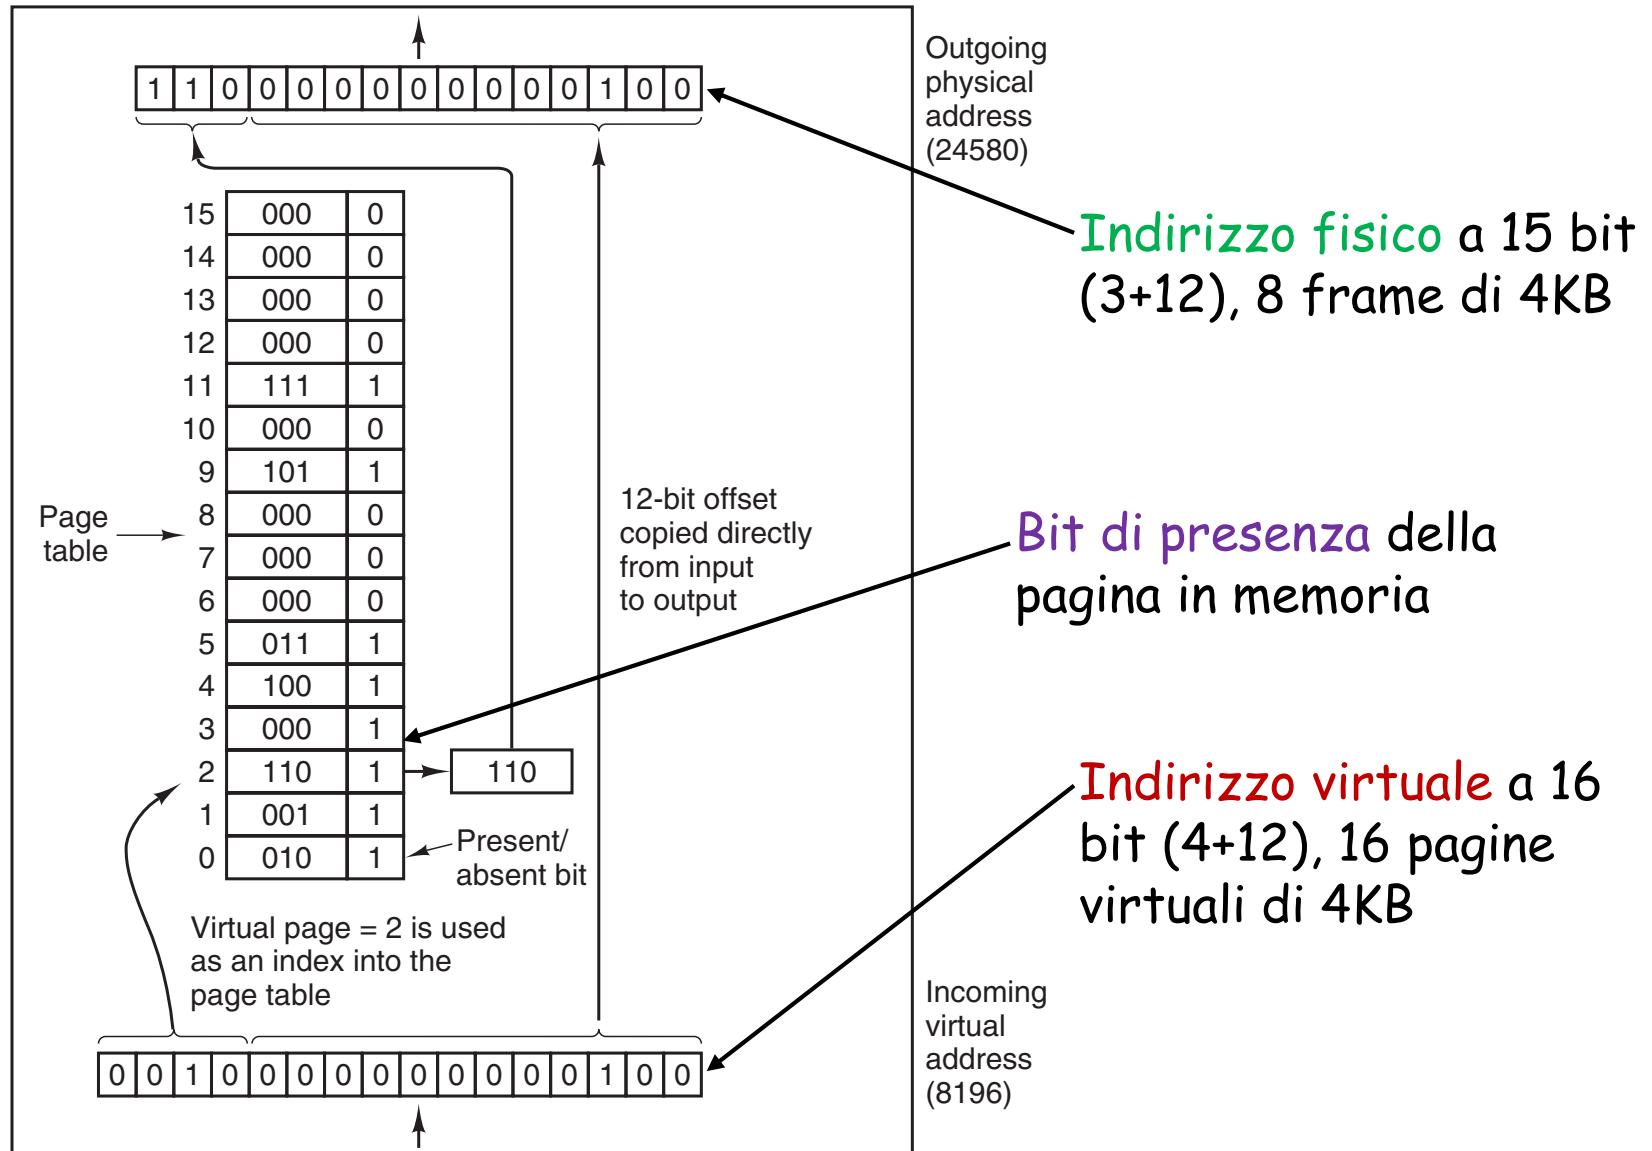 Outgoing
physical
address
(24580)
1 1 0 0 0 0 0 0 0 0 0 0 1 0 0
Indirizzo fisico a 15 bit
(3+12), 8 frame di 4KB
15 000 0
14 000 0
13 000 0
12 000 0
11 111 1
10 000 0
9 101 1
8 000 0
7 000 0
6 000 0
5 011 1
4 100 1
3 000 1
2 110 1 110
1 001 1
0 010 1
Page
table
12-bit offset
copied directly
from input
to output
Bit di presenza della
pagina in memoria
Present/
absent bit
Indirizzo virtuale a 16
bit (4+12), 16 pagine
virtuali di 4KB
Virtual page = 2 is used
as an index into the
page table
Incoming
virtual
address
(8196)
0 0 1 0 0 0 0 0 0 0 0 0 0 1 0 0